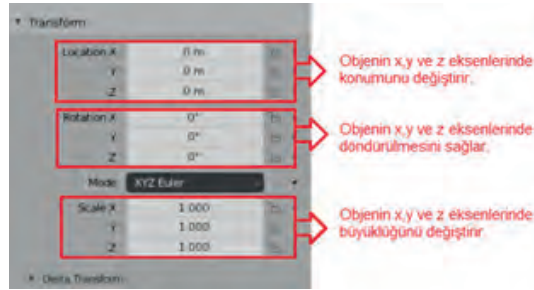 Transform
Location X 0 m
Y 0 m
Z 0 m
Objenin x,y ve z eksenlerinde
konumunu değiştirir.
Rotation X 0°
Y 0°
Z 0°
Objenin x,y ve z eksenlerinde
döndürülmesini sağlar.
Mode XYZ Euler
Scale X 1.000
Y 1.000
Z 1.000
Objenin x,y ve z eksenlerinde
büyüklüğünü değiştirir.
Delta Transform